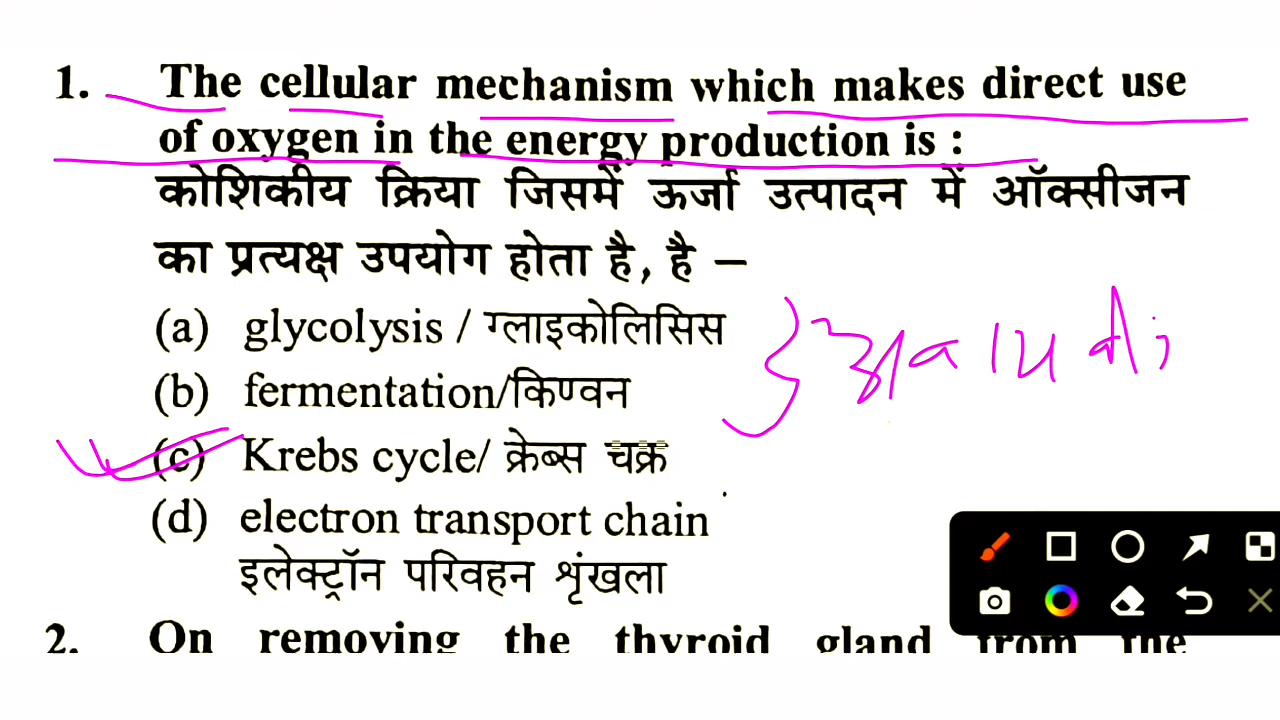 1. The cellular mechanism which makes direct use
of oxygen in the energy production is :
कोशिकीय क्रिया जिसमें ऊर्जा उत्पादन में ऑक्सीजन
का प्रत्यक्ष उपयोग होता है, है –
(a) glycolysis / ग्लाइकोलिसिस
(b) fermentation/किण्वन
(c) Krebs cycle/ क्रेब्स चक्र
(d) electron transport chain
इलेक्ट्रॉन परिवहन शृंखला
2. On removing the thyroid gland from the